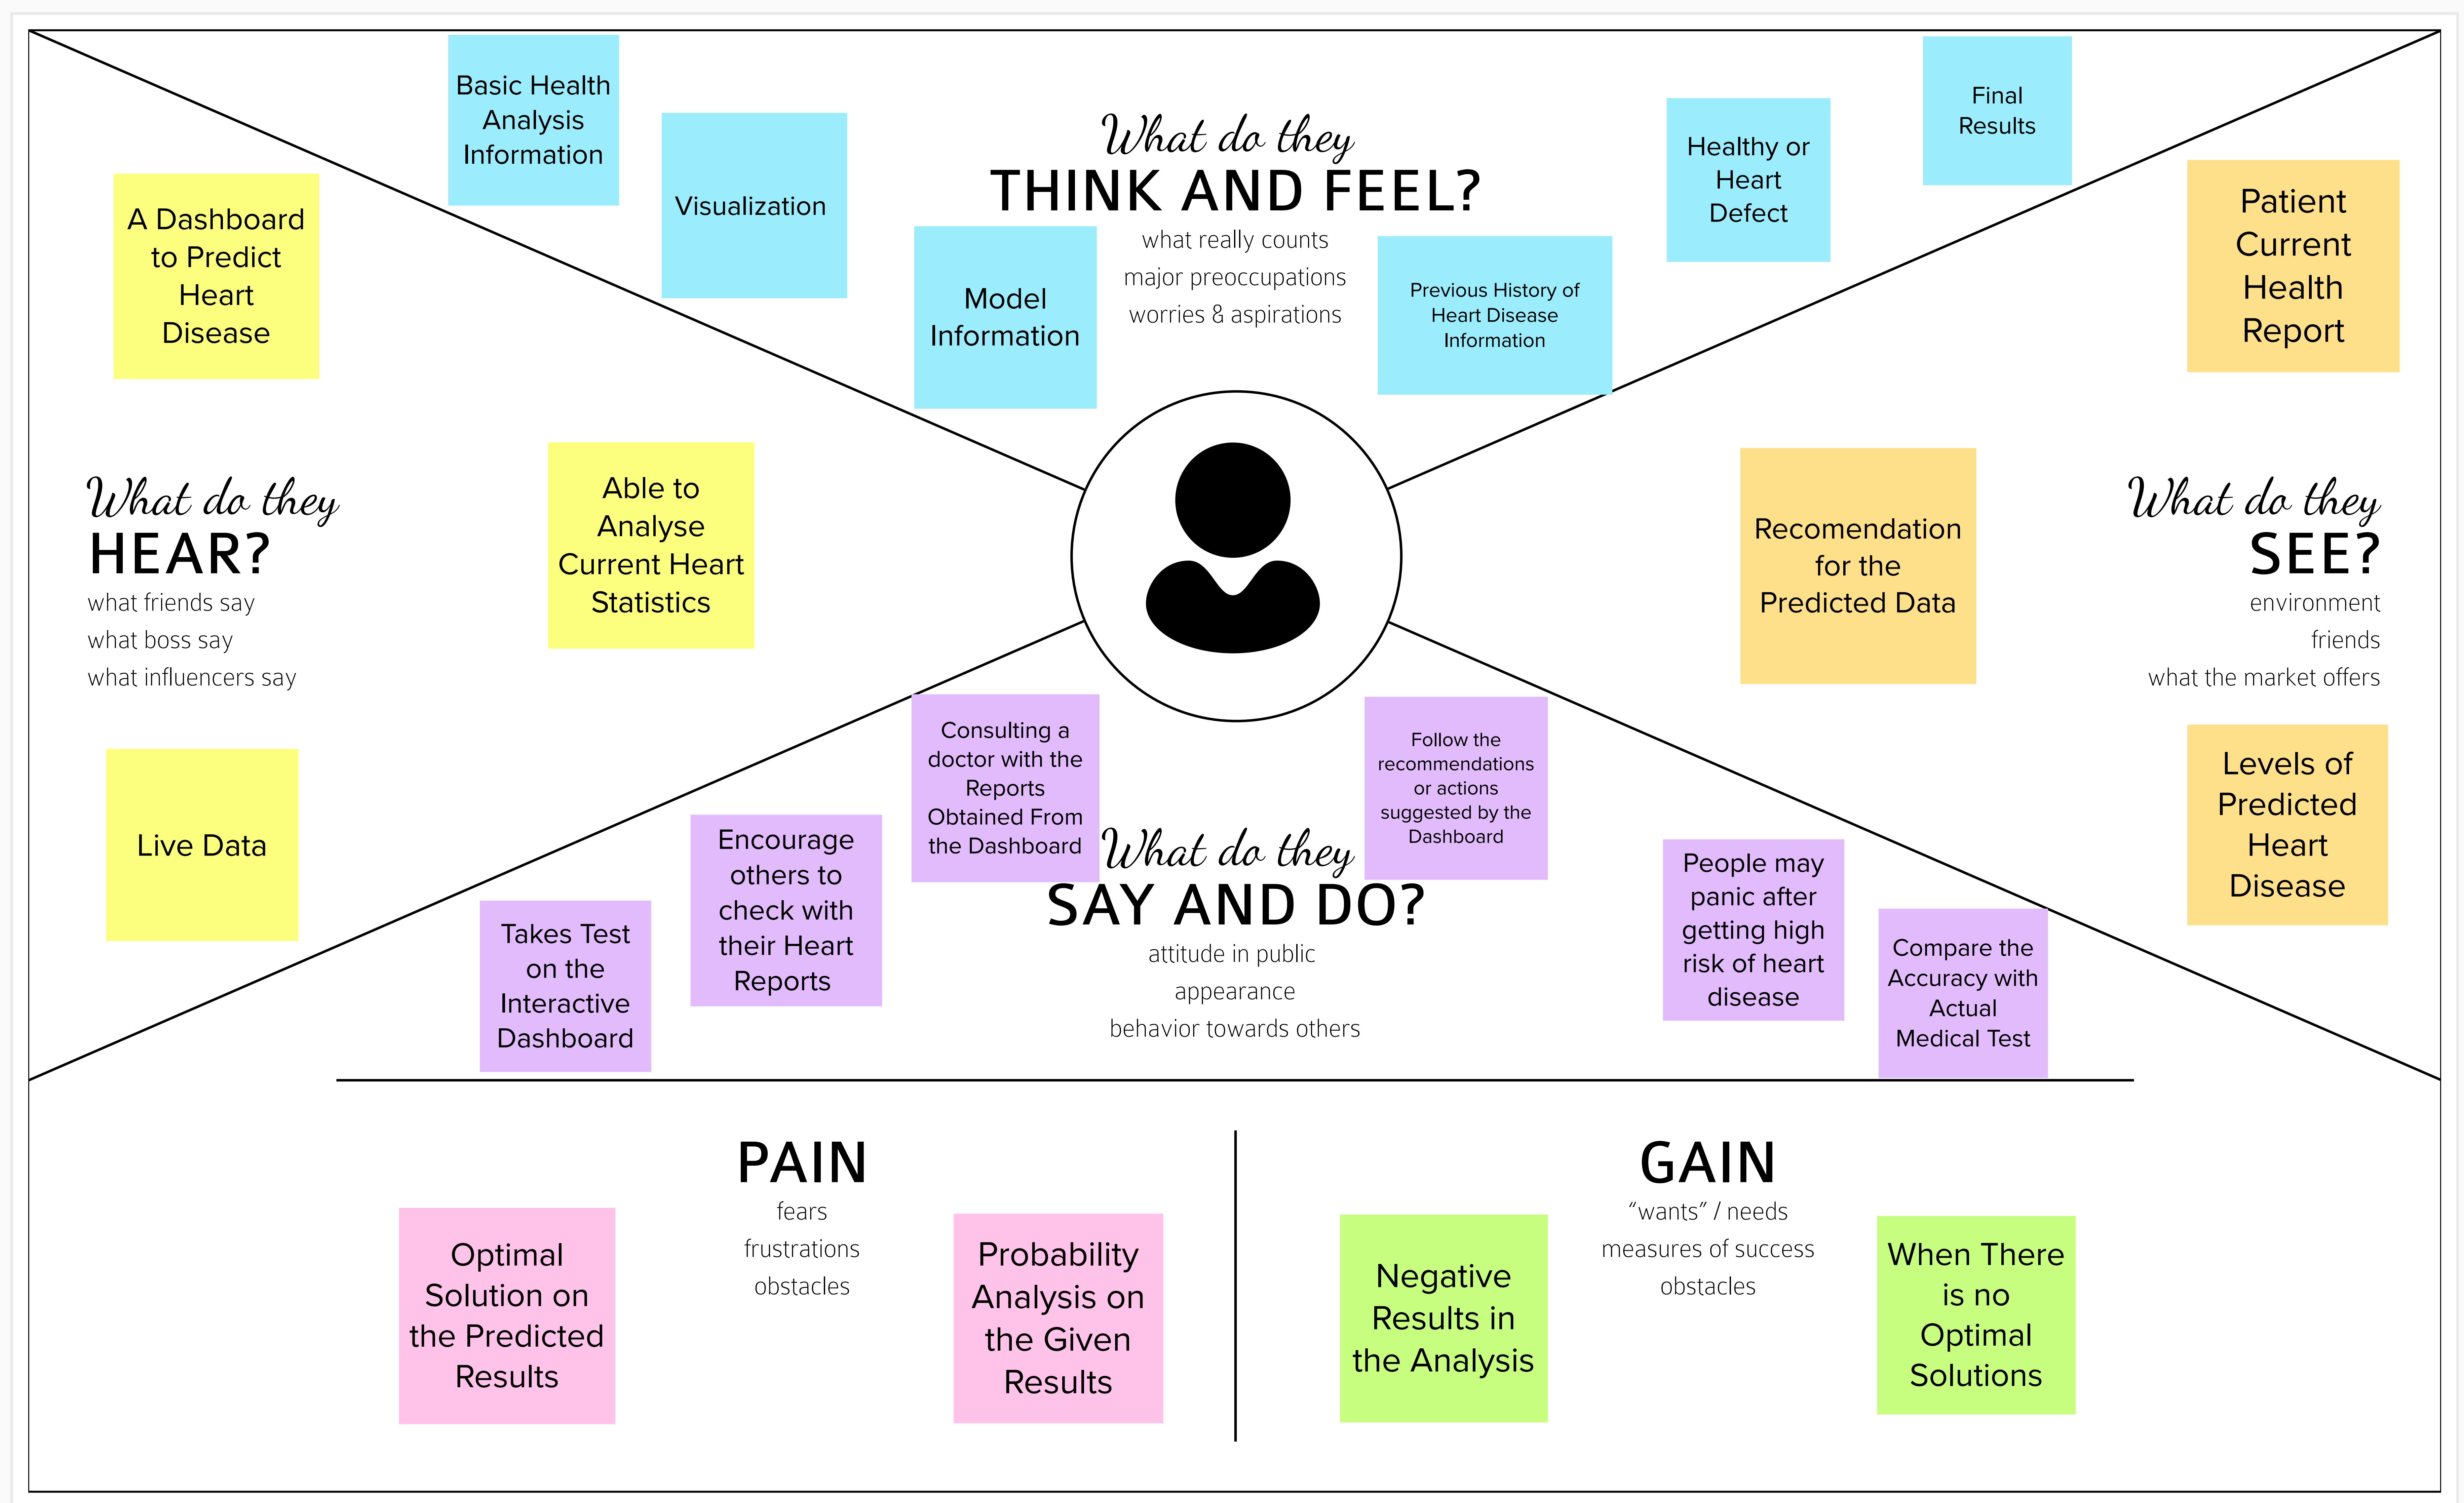 Basic Health
Analysis
Information
Visualization
Model
Information
What do they
THINK AND FEEL?
what really counts
major preoccupations
worries & aspirations
Previous History of
Heart Disease
Information
Healthy or
Heart
Defect
Final
Results
A Dashboard
to Predict
Heart
Disease
What do they
HEAR?
what friends say
what boss say
what influencers say
Able to
Analyse
Current Heart
Statistics
Live Data
Patient
Current
Health
Report
Recomendation
for the
Predicted Data
What do they
SEE?
environment
friends
what the market offers
Levels of
Predicted
Heart
Disease
Takes Test
on the
Interactive
Dashboard
Encourage
others to
check with
their Heart
Reports
Consulting a
doctor with the
Reports
Obtained From
the Dashboard
What do they
SAY AND DO?
attitude in public
appearance
behavior towards others
Follow the
recommendations
or actions
suggested by the
Dashboard
People may
panic after
getting high
risk of heart
disease
Compare the
Accuracy with
Actual
Medical Test
PAIN
fears
frustrations
obstacles
Optimal
Solution on
the Predicted
Results
Probability
Analysis on
the Given
Results
GAIN
“wants” / needs
measures of success
obstacles
Negative
Results in
the Analysis
When There
is no
Optimal
Solutions